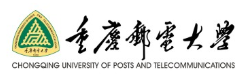 重慶郵電大學
CHONGQING UNIVERSITY OF POSTS AND TELECOMMUNICATIONS